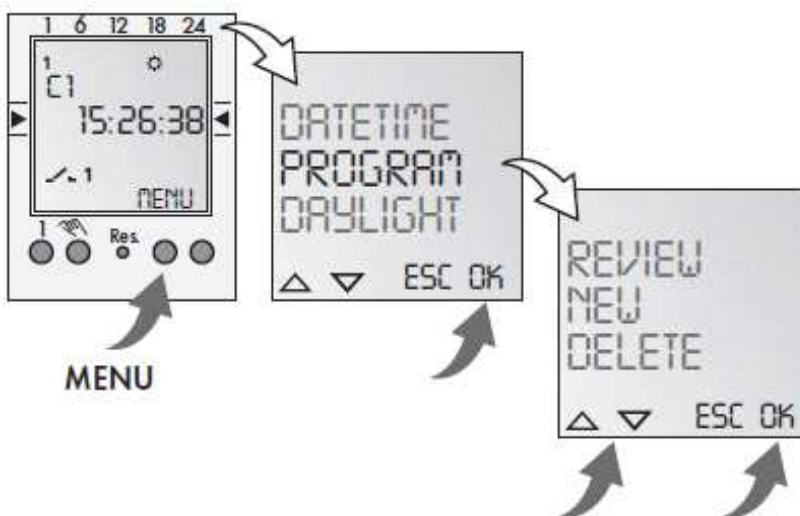 1 6 12 18 24
1
C1
15:26:38
1
MENU
1 Res.
MENU
DATETIME
PROGRAM
DAYLIGHT
ESC OK
REVIEW
NEW
DELETE
ESC OK